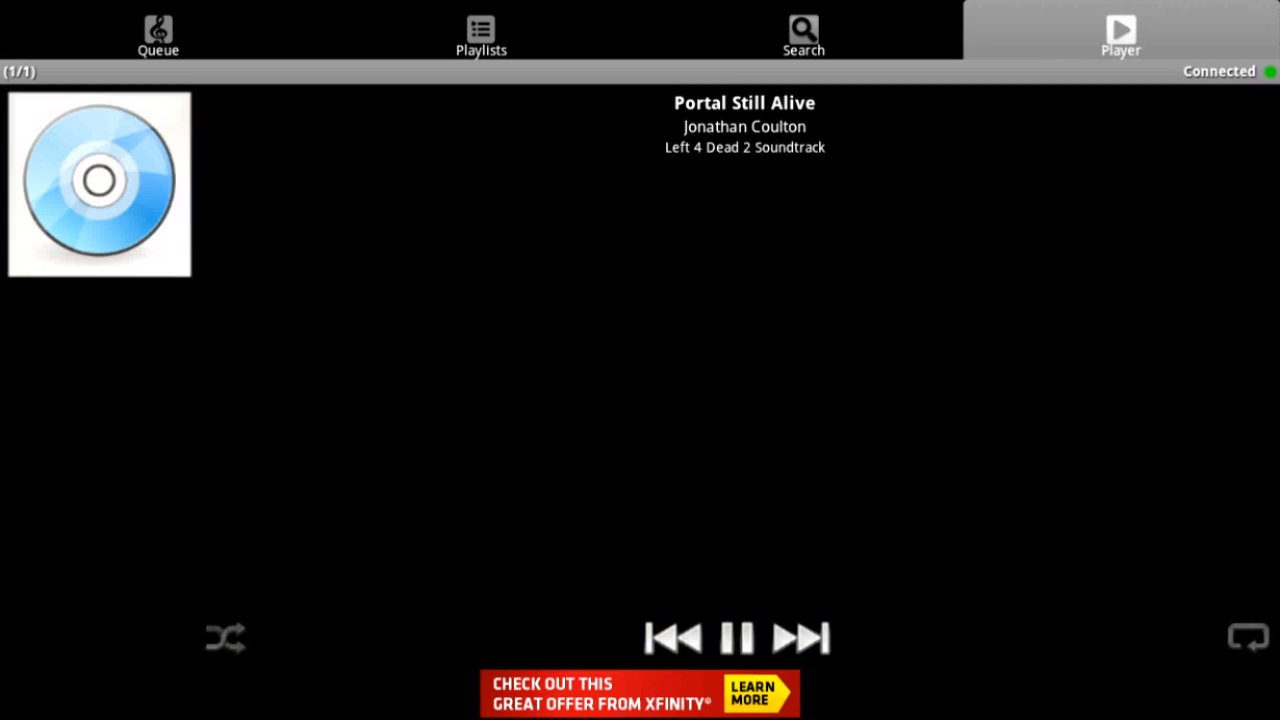 Queue
Playlists
Search
Player
(1/1)
Connected
Portal Still Alive
Jonathan Coulton
Left 4 Dead 2 Soundtrack
CHECK OUT THIS
GREAT OFFER FROM XFINITY®
LEARN
MORE